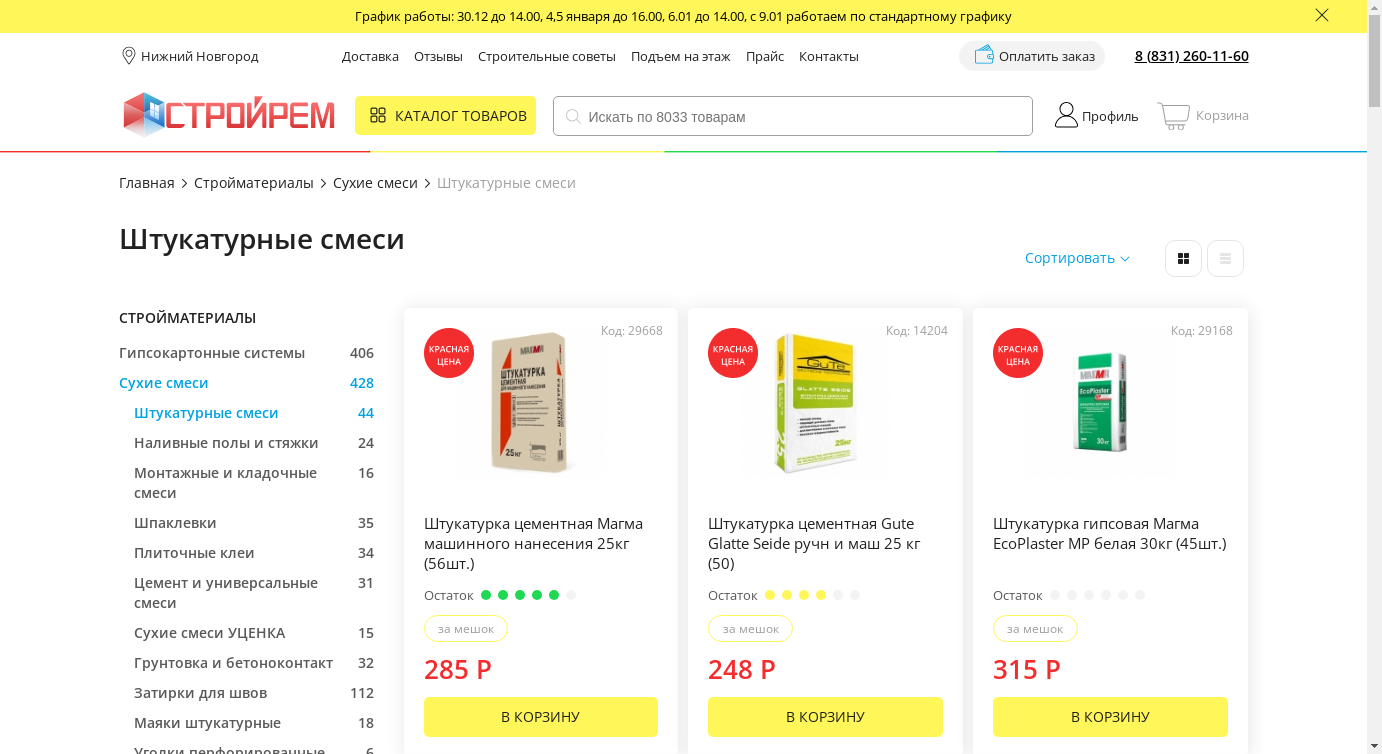 График работы: 30.12 до 14.00, 4,5 января до 16.00, 6.01 до 14.00, с 9.01 работаем по стандартному графику
Нижний Новгород
Доставка Отзывы Строительные советы Подъем на этаж Прайс Контакты
Оплатить заказ
8 (831) 260-11-60
СТРОЙРЕМ
КАТАЛОГ ТОВАРОВ
Искать по 8033 товарам
Профиль
Корзина
Главная > Стройматериалы > Сухие смеси > Штукатурные смеси
Штукатурные смеси
Сортировать
СТРОЙМАТЕРИАЛЫ
Гипсокартонные системы 406
Сухие смеси 428
Штукатурные смеси 44
Наливные полы и стяжки 24
Монтажные и кладочные 16
смеси
Шпаклевки 35
Плиточные клеи 34
Цемент и универсальные 31
смеси
Сухие смеси УЦЕНКА 15
Грунтовка и бетоноконтакт 32
Затирки для швов 112
Маяки штукатурные 18
Уголки перфорированные 6
Код: 29668
КРАСНАЯ
ЦЕНА
МАГМА
ШТУКАТУРКА
ЦЕМЕНТНАЯ
ДЛЯ МАШИННОГО НАНЕСЕНИЯ
25кг
Штукатурка цементная Магма
машинного нанесения 25кг
(56шт.)
Остаток
за мешок
285 Р
В КОРЗИНУ
Код: 14204
КРАСНАЯ
ЦЕНА
GuTe
GLATTE SEIDE
25кг
Штукатурка цементная Gute
Glatte Seide ручн и маш 25 кг
(50)
Остаток
за мешок
248 Р
В КОРЗИНУ
Код: 29168
КРАСНАЯ
ЦЕНА
МАГМА
EcoPlaster
30кг
Штукатурка гипсовая Магма
EcoPlaster МР белая 30кг (45шт.)
Остаток
за мешок
315 Р
В КОРЗИНУ